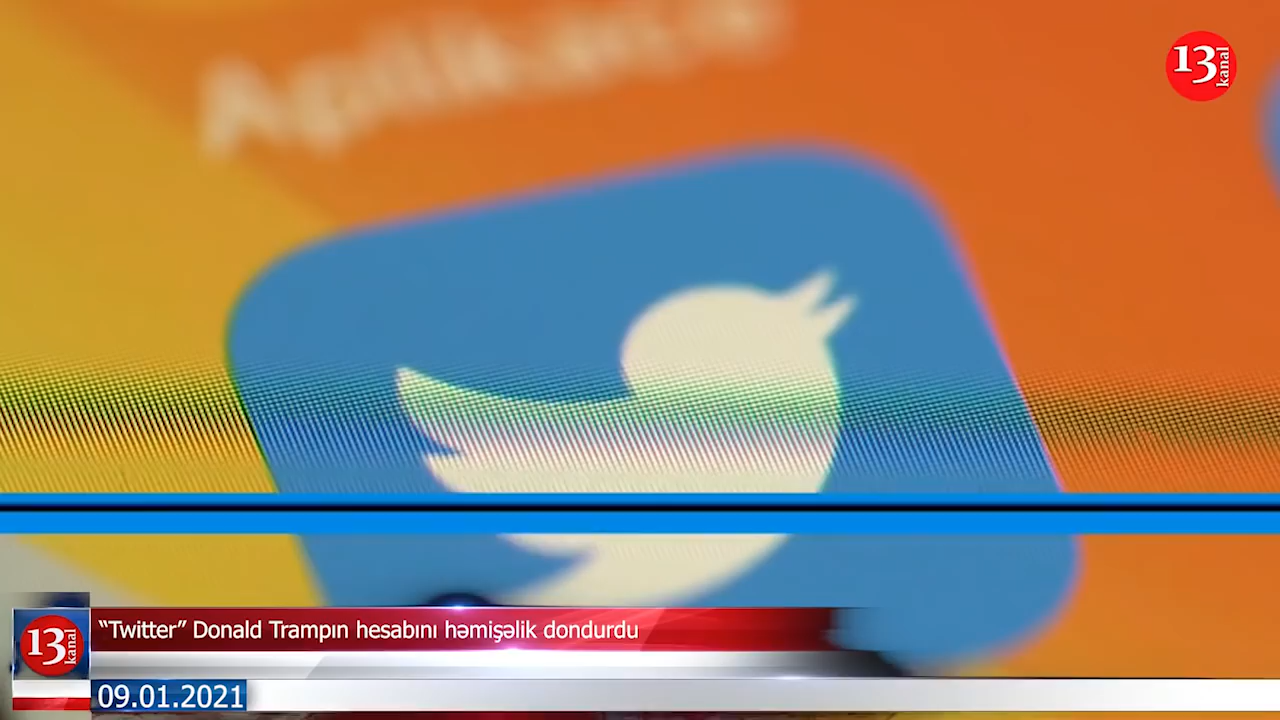 13
kanal
"Twitter" Donald Trampın hesabını həmişəlik dondurdu
13
kanal
09.01.2021